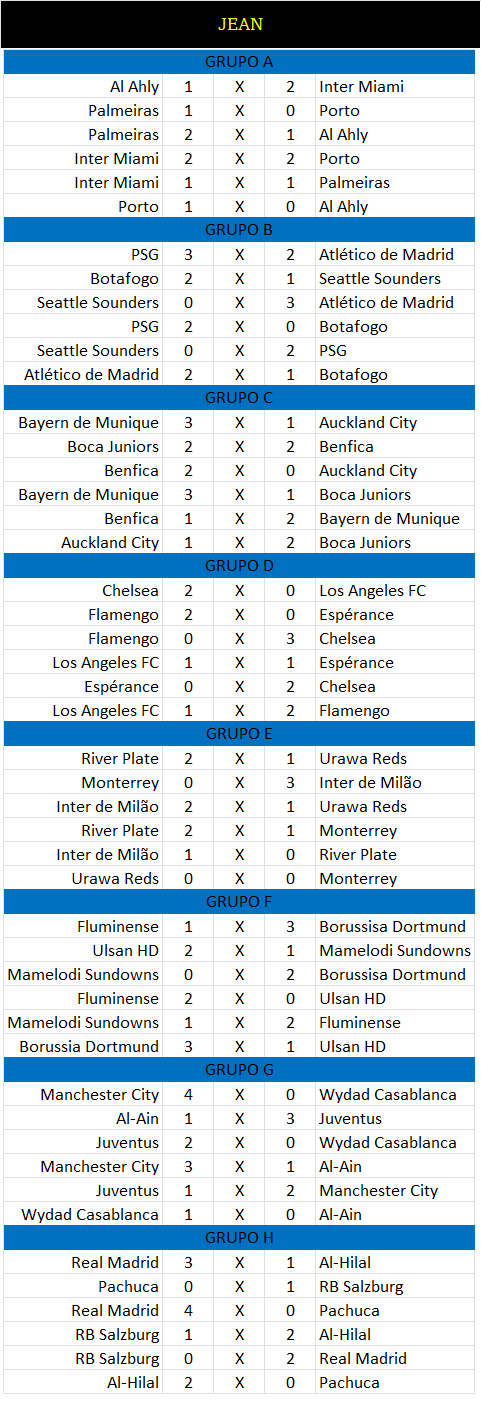 JEAN
GRUPO A
Al Ahly 1 X 2 Inter Miami
Palmeiras 1 X 0 Porto
Palmeiras 2 X 1 Al Ahly
Inter Miami 2 X 2 Porto
Inter Miami 1 X 1 Palmeiras
Porto 1 X 0 Al Ahly
GRUPO B
PSG 3 X 2 Atlético de Madrid
Botafogo 2 X 1 Seattle Sounders
Seattle Sounders 0 X 3 Atlético de Madrid
PSG 2 X 0 Botafogo
Seattle Sounders 0 X 2 PSG
Atlético de Madrid 2 X 1 Botafogo
GRUPO C
Bayern de Munique 3 X 1 Auckland City
Boca Juniors 2 X 2 Benfica
Benfica 2 X 0 Auckland City
Bayern de Munique 3 X 1 Boca Juniors
Benfica 1 X 2 Bayern de Munique
Auckland City 1 X 2 Boca Juniors
GRUPO D
Chelsea 2 X 0 Los Angeles FC
Flamengo 2 X 0 Espérance
Flamengo 0 X 3 Chelsea
Los Angeles FC 1 X 1 Espérance
Espérance 0 X 2 Chelsea
Los Angeles FC 1 X 2 Flamengo
GRUPO E
River Plate 2 X 1 Urawa Reds
Monterrey 0 X 3 Inter de Milão
Inter de Milão 2 X 1 Urawa Reds
River Plate 2 X 1 Monterrey
Inter de Milão 1 X 0 River Plate
Urawa Reds 0 X 0 Monterrey
GRUPO F
Fluminense 1 X 3 Borussisa Dortmund
Ulsan HD 2 X 1 Mamelodi Sundowns
Mamelodi Sundowns 0 X 2 Borussisa Dortmund
Fluminense 2 X 0 Ulsan HD
Mamelodi Sundowns 1 X 2 Fluminense
Borussia Dortmund 3 X 1 Ulsan HD
GRUPO G
Manchester City 4 X 0 Wydad Casablanca
Al-Ain 1 X 3 Juventus
Juventus 2 X 0 Wydad Casablanca
Manchester City 3 X 1 Al-Ain
Juventus 1 X 2 Manchester City
Wydad Casablanca 1 X 0 Al-Ain
GRUPO H
Real Madrid 3 X 1 Al-Hilal
Pachuca 0 X 1 RB Salzburg
Real Madrid 4 X 0 Pachuca
RB Salzburg 1 X 2 Al-Hilal
RB Salzburg 0 X 2 Real Madrid
Al-Hilal 2 X 0 Pachuca